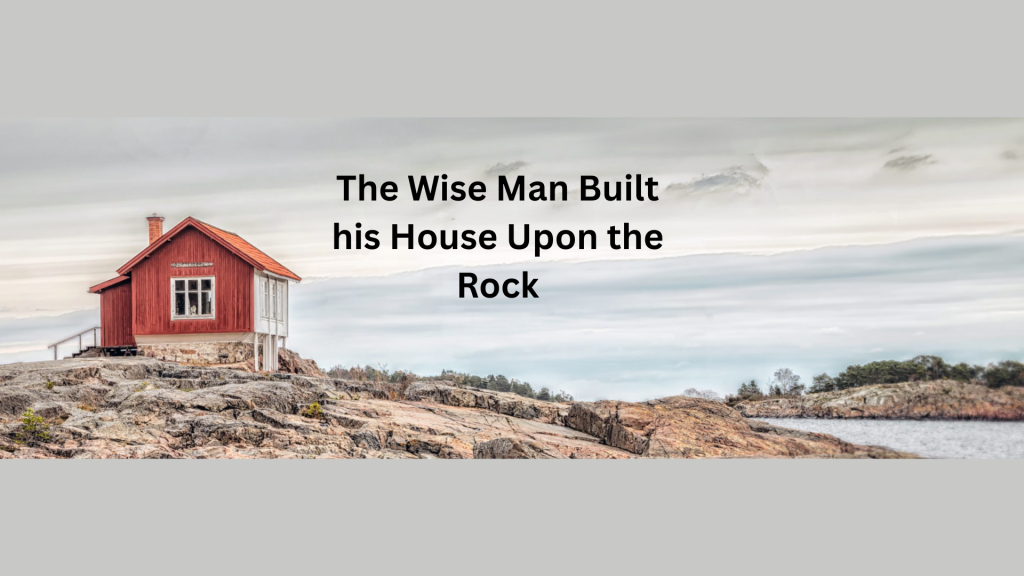 The Wise Man Built
his House Upon the
Rock